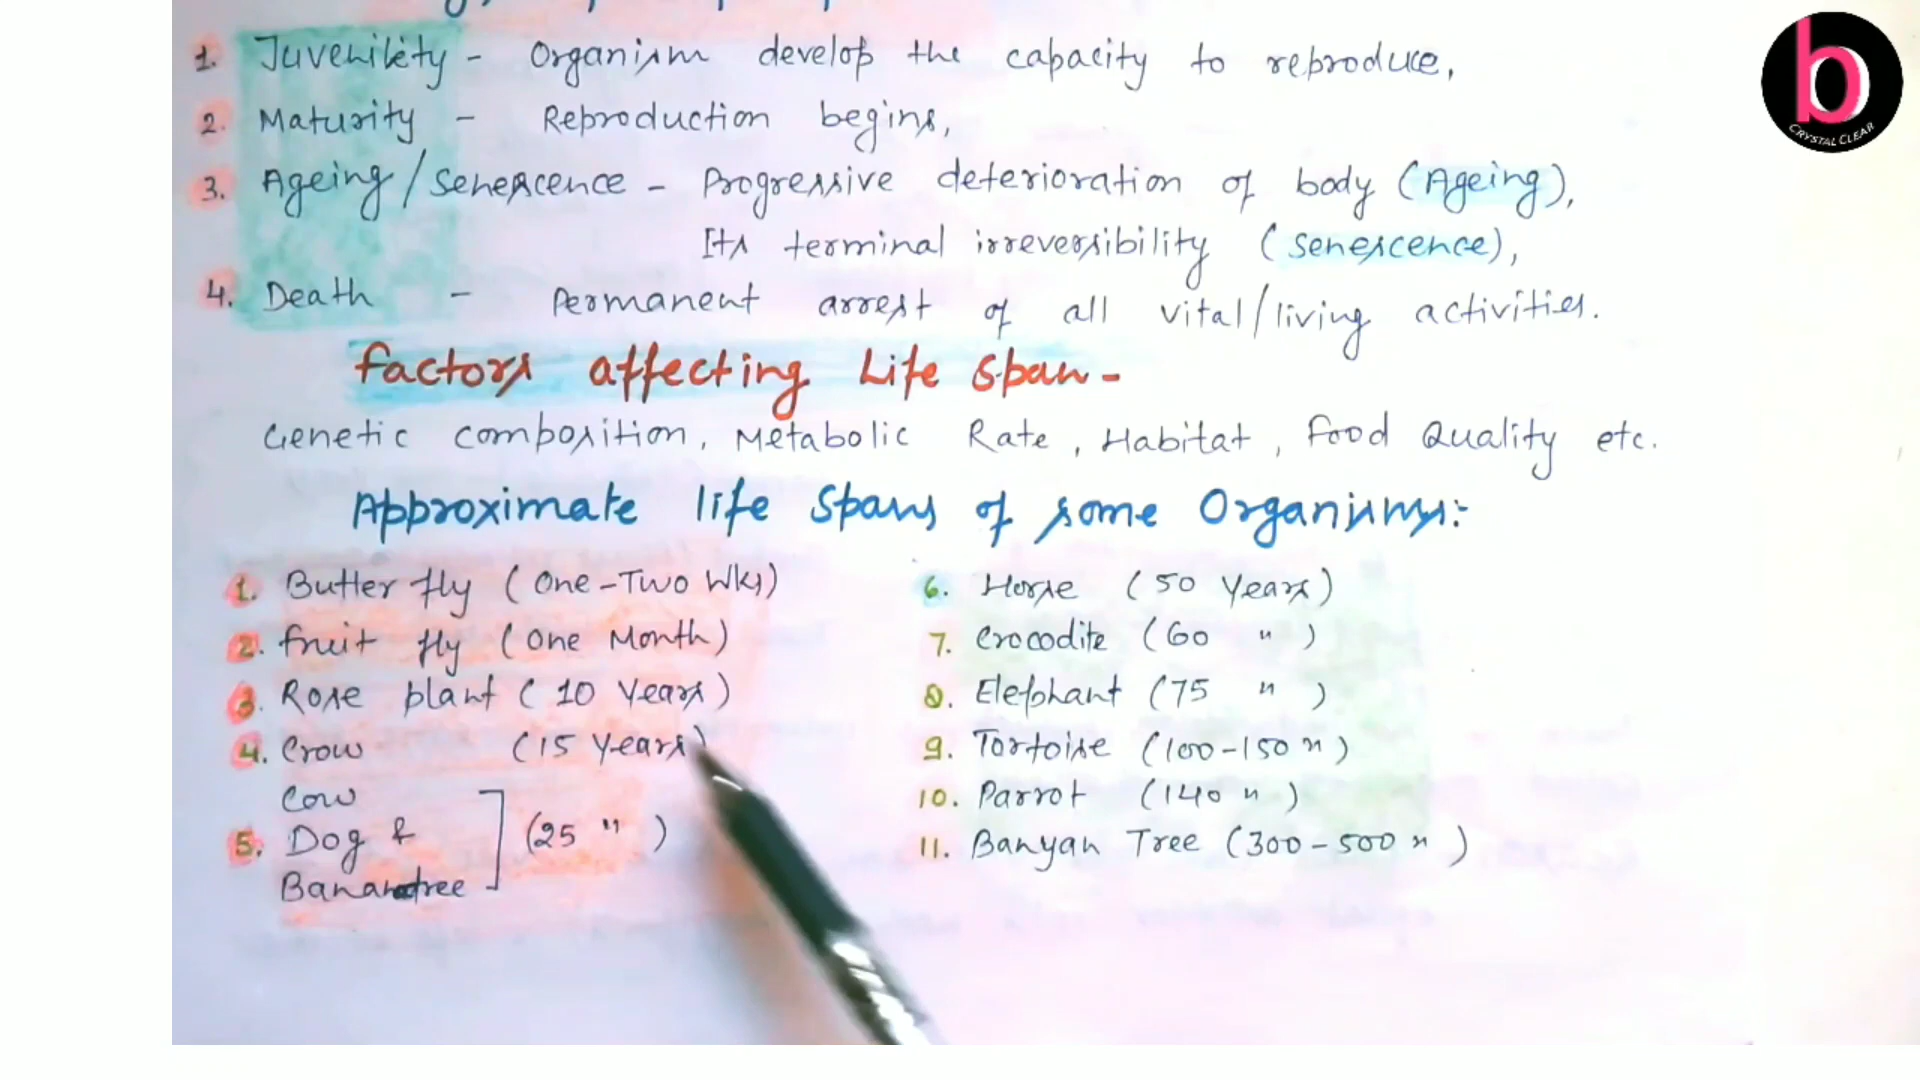 1. Juvenility - Organism develop the capacity to reproduce,
2. Maturity - Reproduction begins,
3. Ageing/Senescence - Progressive deterioration of body (Ageing),
Its terminal irreversibility (senescence),
4. Death - Permanent arrest of all vital/living activities.
Factors affecting Life Span -
Genetic composition, Metabolic Rate, Habitat, Food Quality etc.
Approximate life Spans of some Organisms:-
1. Butter fly (One-Two Wks)
2. Fruit fly (One Month)
3. Rose plant (10 Years)
4. Crow (15 Years)
Cow
5. Dog & (25 " )
Bananatree
6. Horse (50 Years)
7. Crocodite (60 " )
8. Elephant (75 " )
9. Tortoise (100-150 " )
10. Parrot (140 " )
11. Banyan Tree (300-500 " )
b
CRYSTAL CLEAR